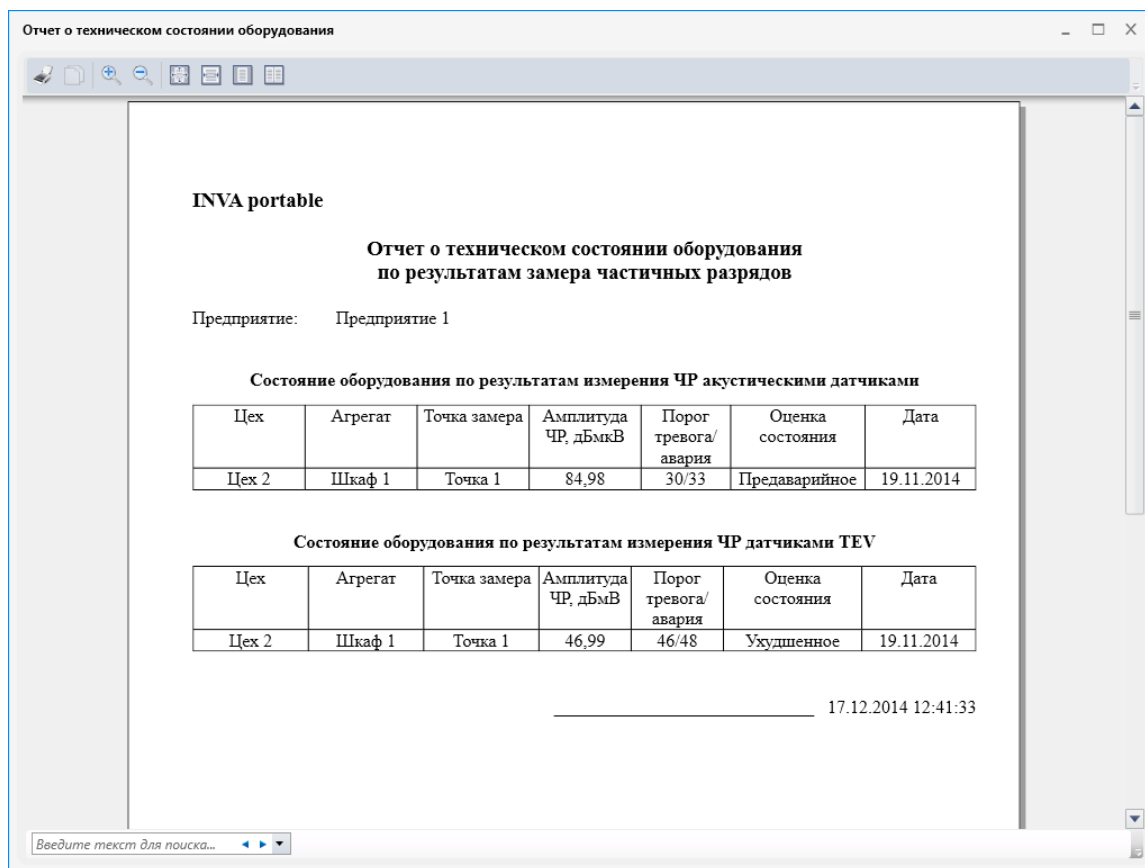 Отчет о техническом состоянии оборудования
INVA portable
Отчет о техническом состоянии оборудования
по результатам замера частичных разрядов
Предприятие: Предприятие 1
Состояние оборудования по результатам измерения ЧР акустическими датчиками
Цех Агрегат Точка замера Амплитуда ЧР, дБмкВ Порог тревога/ авария Оценка состояния Дата
Цех 2 Шкаф 1 Точка 1 84,98 30/33 Предаварийное 19.11.2014
Состояние оборудования по результатам измерения ЧР датчиками TEV
Цех Агрегат Точка замера Амплитуда ЧР, дБмВ Порог тревога/ авария Оценка состояния Дата
Цех 2 Шкаф 1 Точка 1 46,99 46/48 Ухудшенное 19.11.2014
17.12.2014 12:41:33
Введите текст для поиска...